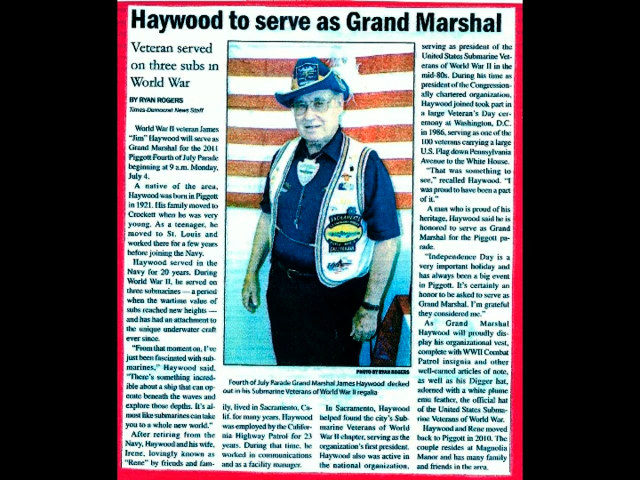 Haywood to serve as Grand Marshal
Veteran served
on three subs in
World War
BY RYAN ROGERS
Times-Democrat News Staff
World War II veteran James
"Jim" Haywood will serve as
Grand Marshal for the 2011
Piggott Fourth of July Parade
beginning at 9 a.m. Monday,
July 4.
A native of the area,
Haywood was born in Piggott
in 1921. His family moved to
Crockett when he was very
young. As a teenager, he
moved to St. Louis and
worked there for a few years
before joining the Navy.
Haywood served in the
Navy for 20 years. During
World War II, he served on
three submarines — a period
when the wartime value of
subs reached new heights —
and has had an attachment to
the unique underwater craft
ever since.
"From that moment on, I've
just been fascinated with sub-
marines," Haywood said.
"There's something incred-
ible about a ship that can op-
erate beneath the waves and
explore those depths. It's al-
most like submarines can take
you to a whole new world."
After retiring from the
Navy, Haywood and his wife,
Irene, lovingly known as
"Rene" by friends and fam-
PHOTO BY RYAN ROGERS
Fourth of July Parade Grand Marshal James Haywood decked
out in his Submarine Veterans of World War II regalia
ily, lived in Sacramento, Ca-
lif. for many years. Haywood
was employed by the Califor-
nia Highway Patrol for 23
years. During that time, he
worked in communications
and as a facility manager.
In Sacramento, Haywood
helped found the city's Sub-
marine Veterans of World
War II chapter, serving as the
organization's first president.
Haywood also was active in
the national organization,
serving as president of the
United States Submarine Vet-
erans of World War II in the
mid-80s. During his time as
president of the Congression-
ally chartered organization,
Haywood joined took part in
a large Veteran's Day cer-
emony at Washington, D.C.
in 1986, serving as one of the
100 veterans carrying a large
U.S. Flag down Pennsylvania
Avenue to the White House.
"That was something to
see," recalled Haywood. "I
was proud to have been a part
of it."
A man who is proud of his
heritage, Haywood said he is
honored to serve as Grand
Marshal for the Piggott pa-
rade.
"Independence Day is a
very important holiday and
has always been a big event
in Piggott. It's certainly an
honor to be asked to serve as
Grand Marshal. I'm grateful
they considered me."
As Grand Marshal
Haywood will proudly dis-
play his organizational vest,
complete with WWII Combat
Patrol insignia and other
well-earned articles of note,
as well as his Digger hat,
adorned with a white plume
emu feather, the official hat
of the United States Subma-
rine Veterans of World War.
Haywood and Rene moved
back to Piggott in 2010. The
couple resides at Magnolia
Manor and has many family
and friends in the area.
SACRAMENTO